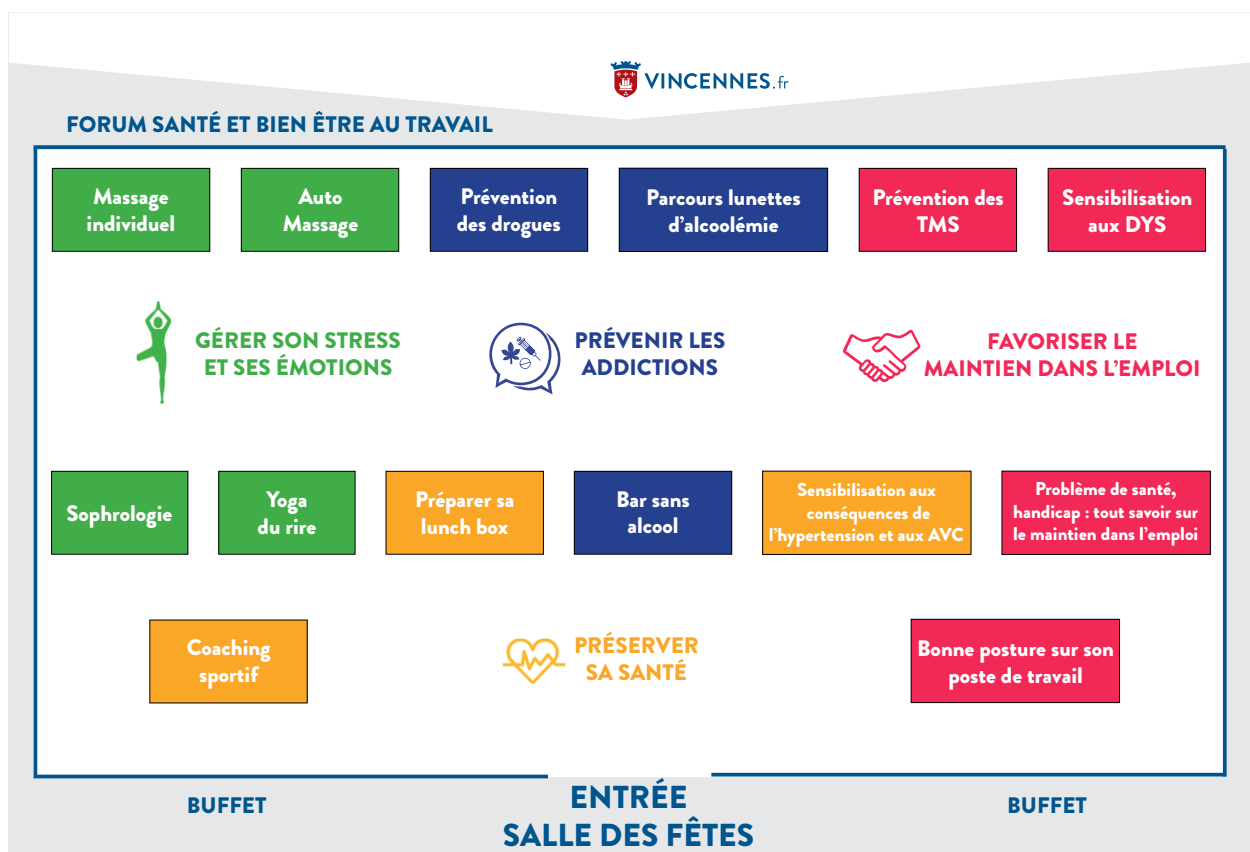 VINCENNES.fr
FORUM SANTÉ ET BIEN ÊTRE AU TRAVAIL
Massage
individuel
Auto
Massage
Prévention
des drogues
Parcours lunettes
d'alcoolémie
Prévention des
TMS
Sensibilisation
aux DYS
GÉRER SON STRESS
ET SES ÉMOTIONS
PRÉVENIR LES
ADDICTIONS
FAVORISER LE
MAINTIEN DANS L'EMPLOI
Sophrologie
Yoga
du rire
Préparer sa
lunch box
Bar sans
alcool
Sensibilisation aux
conséquences de
l'hypertension et aux AVC
Problème de santé,
handicap : tout savoir sur
le maintien dans l'emploi
Coaching
sportif
PRÉSERVER
SA SANTÉ
Bonne posture sur son
poste de travail
BUFFET
ENTRÉE
SALLE DES FÊTES
BUFFET